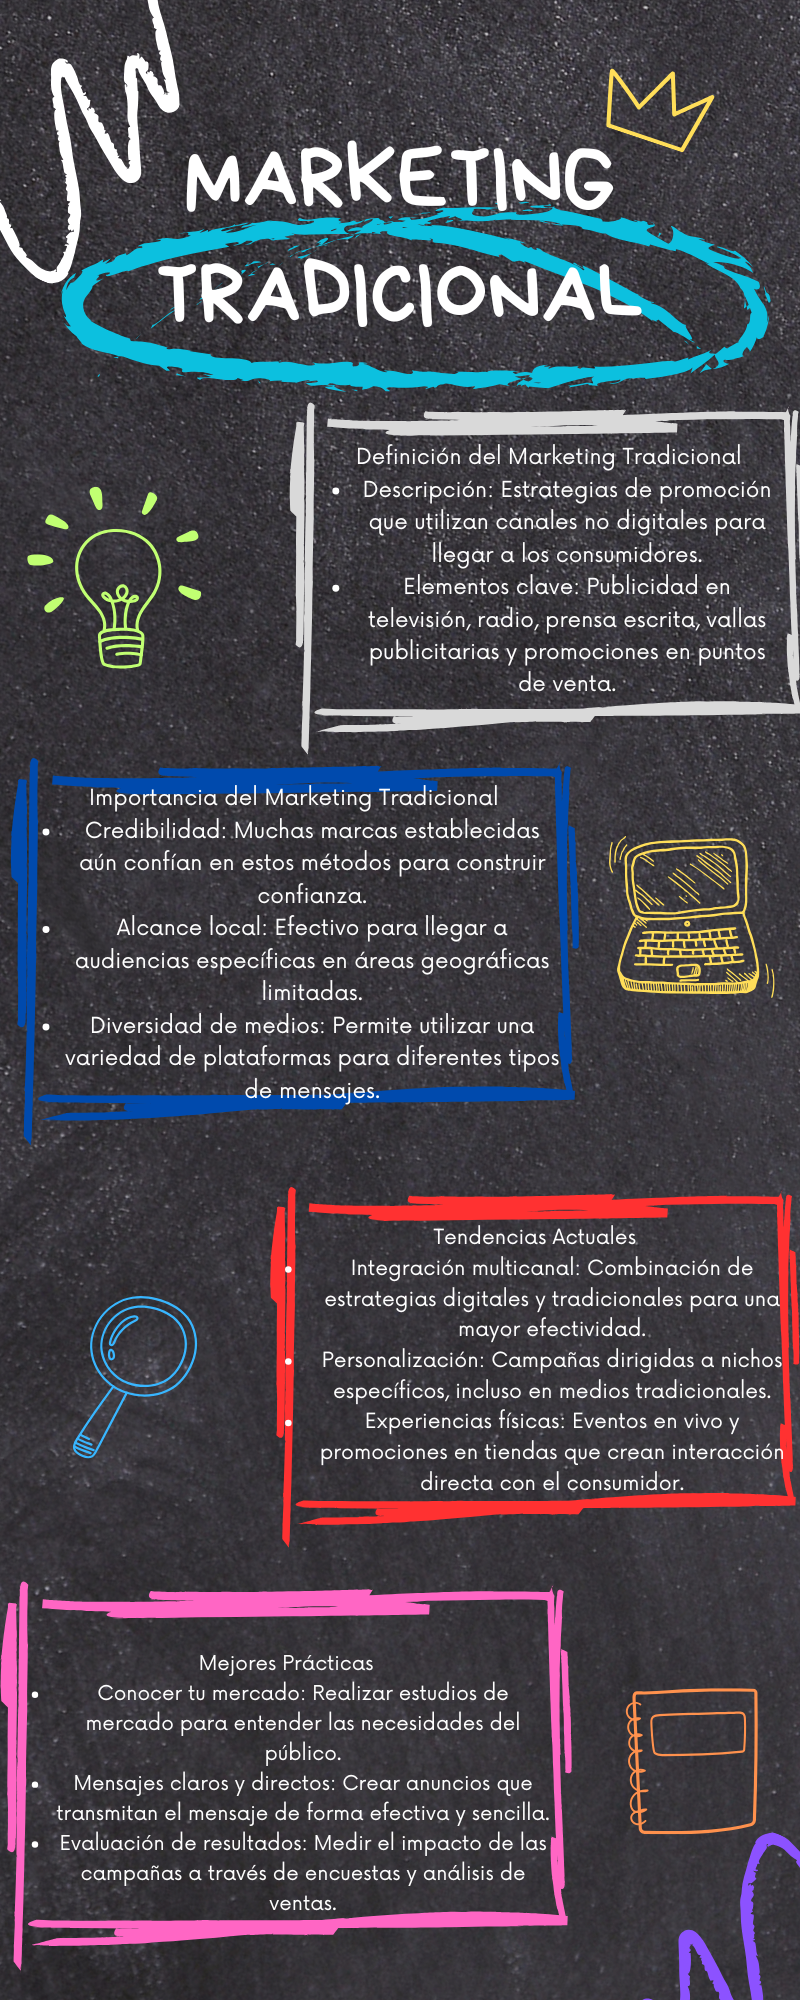 MARKETING
TRADICIONAL
Definición del Marketing Tradicional
• Descripción: Estrategias de promoción
que utilizan canales no digitales para
llegar a los consumidores.
• Elementos clave: Publicidad en
televisión, radio, prensa escrita, vallas
publicitarias y promociones en puntos
de venta.
Importancia del Marketing Tradicional
• Credibilidad: Muchas marcas establecidas
aún confían en estos métodos para construir
confianza.
• Alcance local: Efectivo para llegar a
audiencias específicas en áreas geográficas
limitadas.
• Diversidad de medios: Permite utilizar una
variedad de plataformas para diferentes tipos
de mensajes.
Tendencias Actuales
• Integración multicanal: Combinación de
estrategias digitales y tradicionales para una
mayor efectividad.
• Personalización: Campañas dirigidas a nichos
específicos, incluso en medios tradicionales.
• Experiencias físicas: Eventos en vivo y
promociones en tiendas que crean interacción
directa con el consumidor.
Mejores Prácticas
• Conocer tu mercado: Realizar estudios de
mercado para entender las necesidades del
público.
• Mensajes claros y directos: Crear anuncios que
transmitan el mensaje de forma efectiva y sencilla.
• Evaluación de resultados: Medir el impacto de las
campañas a través de encuestas y análisis de
ventas.